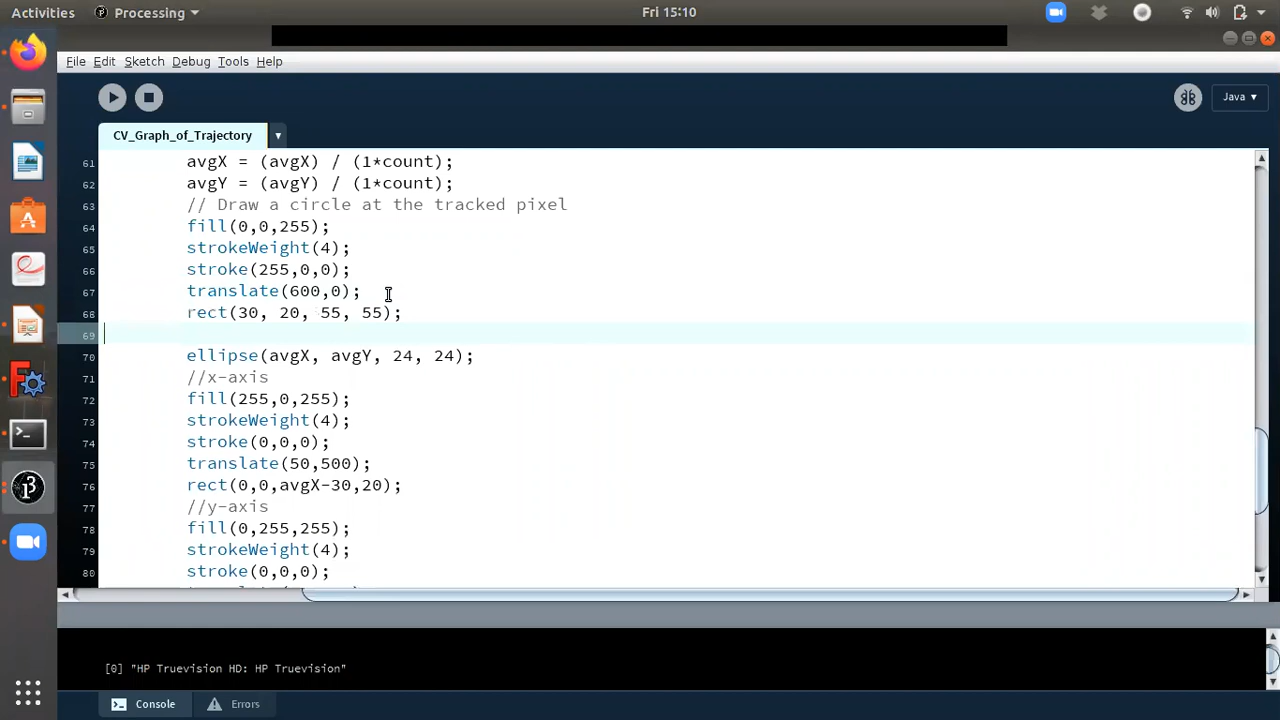 Activities Processing Fri 15:10
File Edit Sketch Debug Tools Help
Java
CV_Graph_of_Trajectory
61 avgX = (avgX) / (1*count);
62 avgY = (avgY) / (1*count);
63 // Draw a circle at the tracked pixel
64 fill(0,0,255);
65 strokeWeight(4);
66 stroke(255,0,0);
67 translate(600,0);
68 rect(30, 20, 55, 55);
69
70 ellipse(avgX, avgY, 24, 24);
71 //x-axis
72 fill(255,0,255);
73 strokeWeight(4);
74 stroke(0,0,0);
75 translate(50,500);
76 rect(0,0,avgX-30,20);
77 //y-axis
78 fill(0,255,255);
79 strokeWeight(4);
80 stroke(0,0,0);
[0] "HP Truevision HD: HP Truevision"
Console Errors